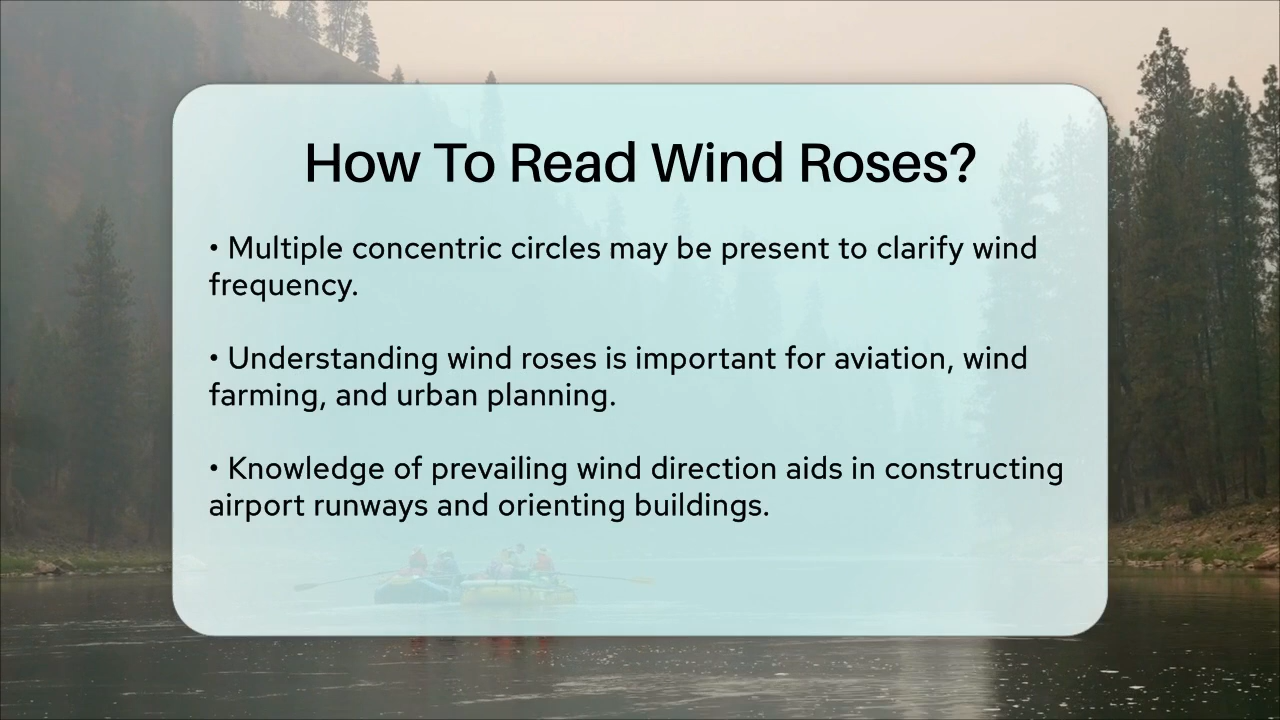 How To Read Wind Roses?
• Multiple concentric circles may be present to clarify wind
frequency.
• Understanding wind roses is important for aviation, wind
farming, and urban planning.
• Knowledge of prevailing wind direction aids in constructing
airport runways and orienting buildings.